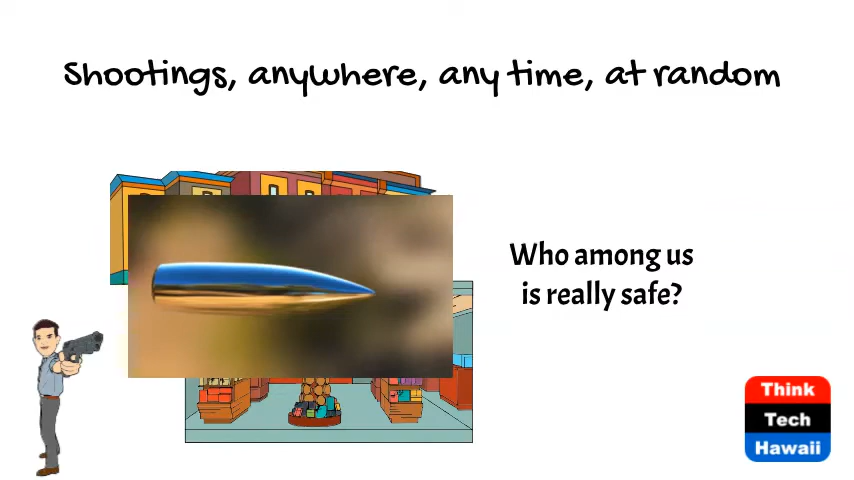 Shootings, anywhere, any time, at random
Who among us
is really safe?
Think
Tech
Hawaii